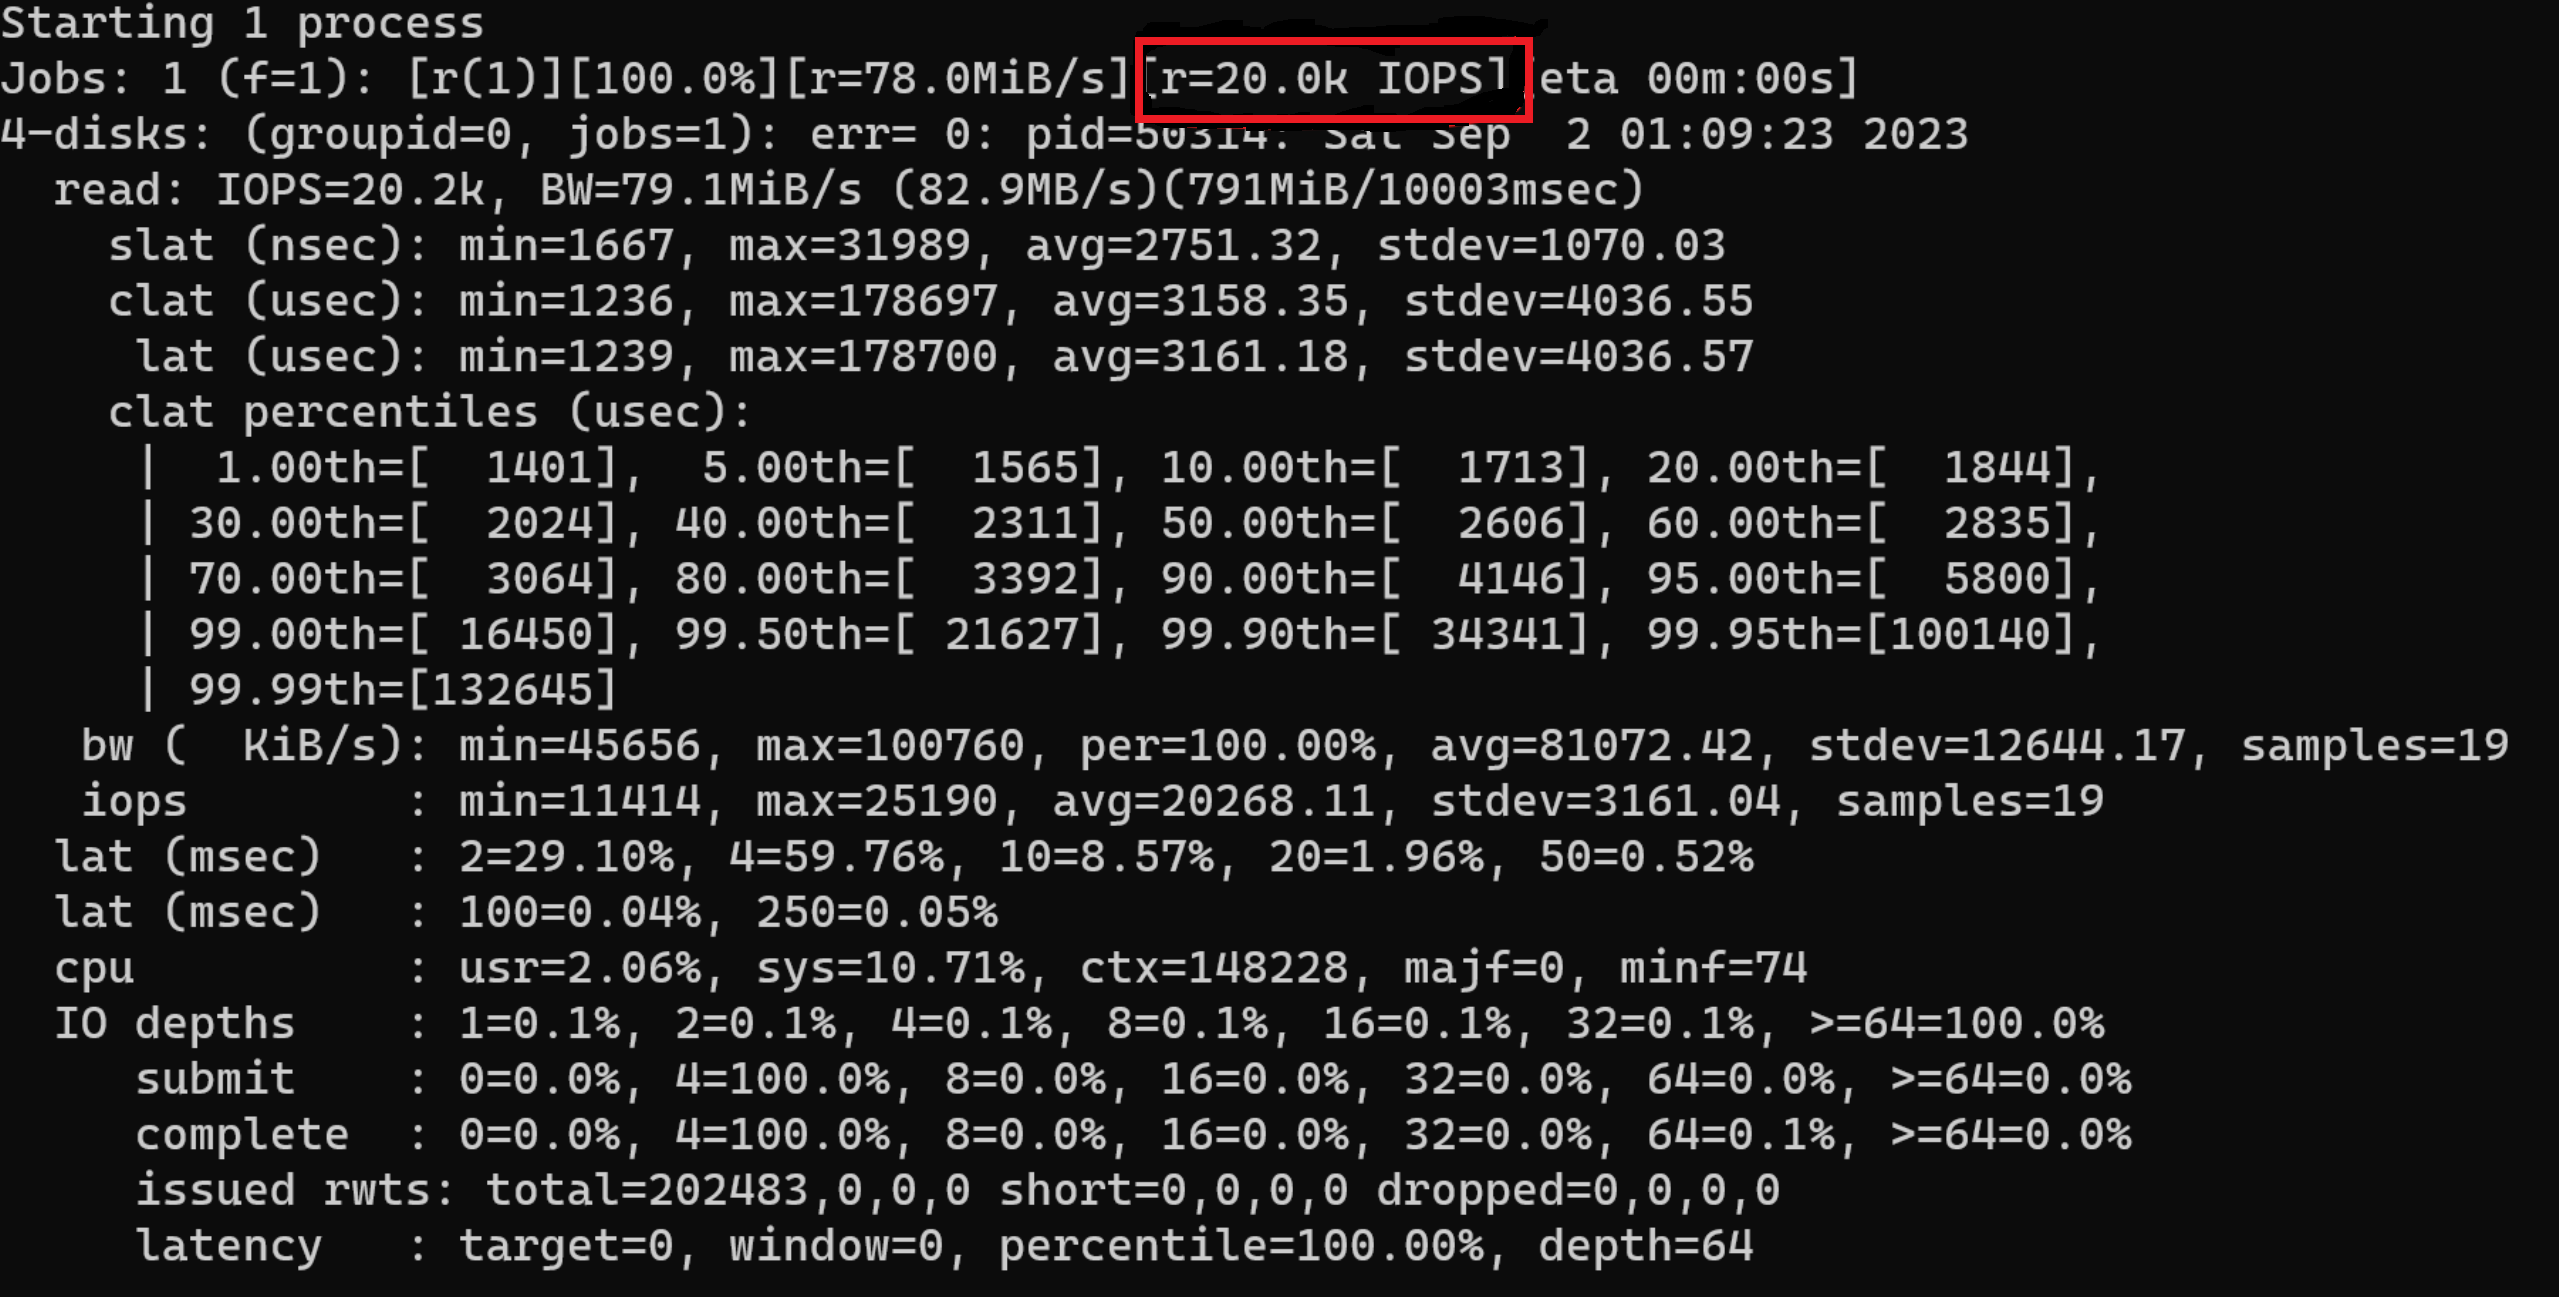 Starting 1 process
Jobs: 1 (f=1): [r(1)][100.0%][r=78.0MiB/s][r=20.0k IOPS][eta 00m:00s]
4-disks: (groupid=0, jobs=1): err= 0: pid=50314: Sat Sep  2 01:09:23 2023
  read: IOPS=20.2k, BW=79.1MiB/s (82.9MB/s)(791MiB/10003msec)
    slat (nsec): min=1667, max=31989, avg=2751.32, stdev=1070.03
    clat (usec): min=1236, max=178697, avg=3158.35, stdev=4036.55
     lat (usec): min=1239, max=178700, avg=3161.18, stdev=4036.57
    clat percentiles (usec):
     |  1.00th=[  1401],  5.00th=[  1565], 10.00th=[  1713], 20.00th=[  1844],
     | 30.00th=[  2024], 40.00th=[  2311], 50.00th=[  2606], 60.00th=[  2835],
     | 70.00th=[  3064], 80.00th=[  3392], 90.00th=[  4146], 95.00th=[  5800],
     | 99.00th=[ 16450], 99.50th=[ 21627], 99.90th=[ 34341], 99.95th=[100140],
     | 99.99th=[132645]
   bw (  KiB/s): min=45656, max=100760, per=100.00%, avg=81072.42, stdev=12644.17, samples=19
   iops        : min=11414, max=25190, avg=20268.11, stdev=3161.04, samples=19
  lat (msec)   : 2=29.10%, 4=59.76%, 10=8.57%, 20=1.96%, 50=0.52%
  lat (msec)   : 100=0.04%, 250=0.05%
  cpu          : usr=2.06%, sys=10.71%, ctx=148228, majf=0, minf=74
  IO depths    : 1=0.1%, 2=0.1%, 4=0.1%, 8=0.1%, 16=0.1%, 32=0.1%, >=64=100.0%
     submit    : 0=0.0%, 4=100.0%, 8=0.0%, 16=0.0%, 32=0.0%, 64=0.0%, >=64=0.0%
     complete  : 0=0.0%, 4=100.0%, 8=0.0%, 16=0.0%, 32=0.0%, 64=0.1%, >=64=0.0%
     issued rwts: total=202483,0,0,0 short=0,0,0,0 dropped=0,0,0,0
     latency   : target=0, window=0, percentile=100.00%, depth=64